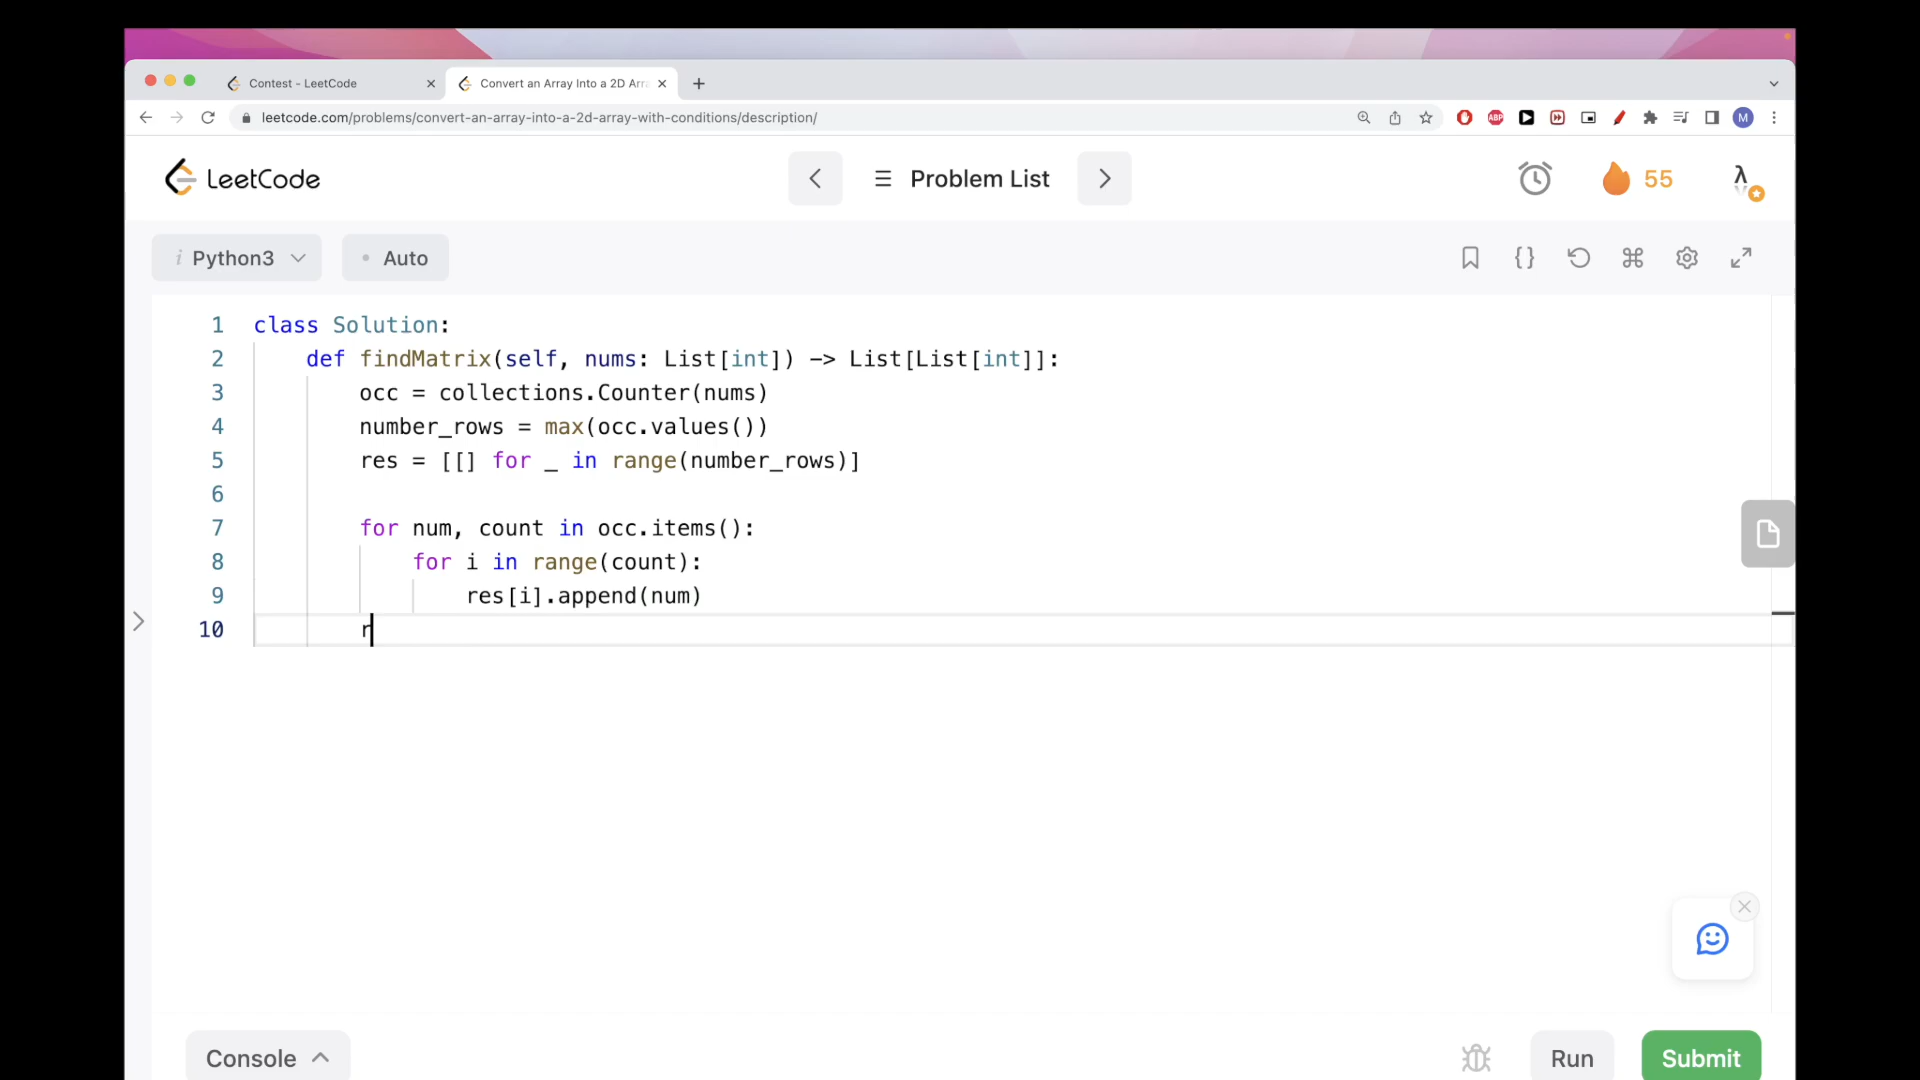 Contest - LeetCode
Convert an Array Into a 2D Arr
leetcode.com/problems/convert-an-array-into-a-2d-array-with-conditions/description/
ABP
M
LeetCode
Problem List
55
i Python3
Auto
1 class Solution:
2 def findMatrix(self, nums: List[int]) -> List[List[int]]:
3 occ = collections.Counter(nums)
4 number_rows = max(occ.values())
5 res = [[] for _ in range(number_rows)]
6
7 for num, count in occ.items():
8 for i in range(count):
9 res[i].append(num)
10 r
Console
Run
Submit